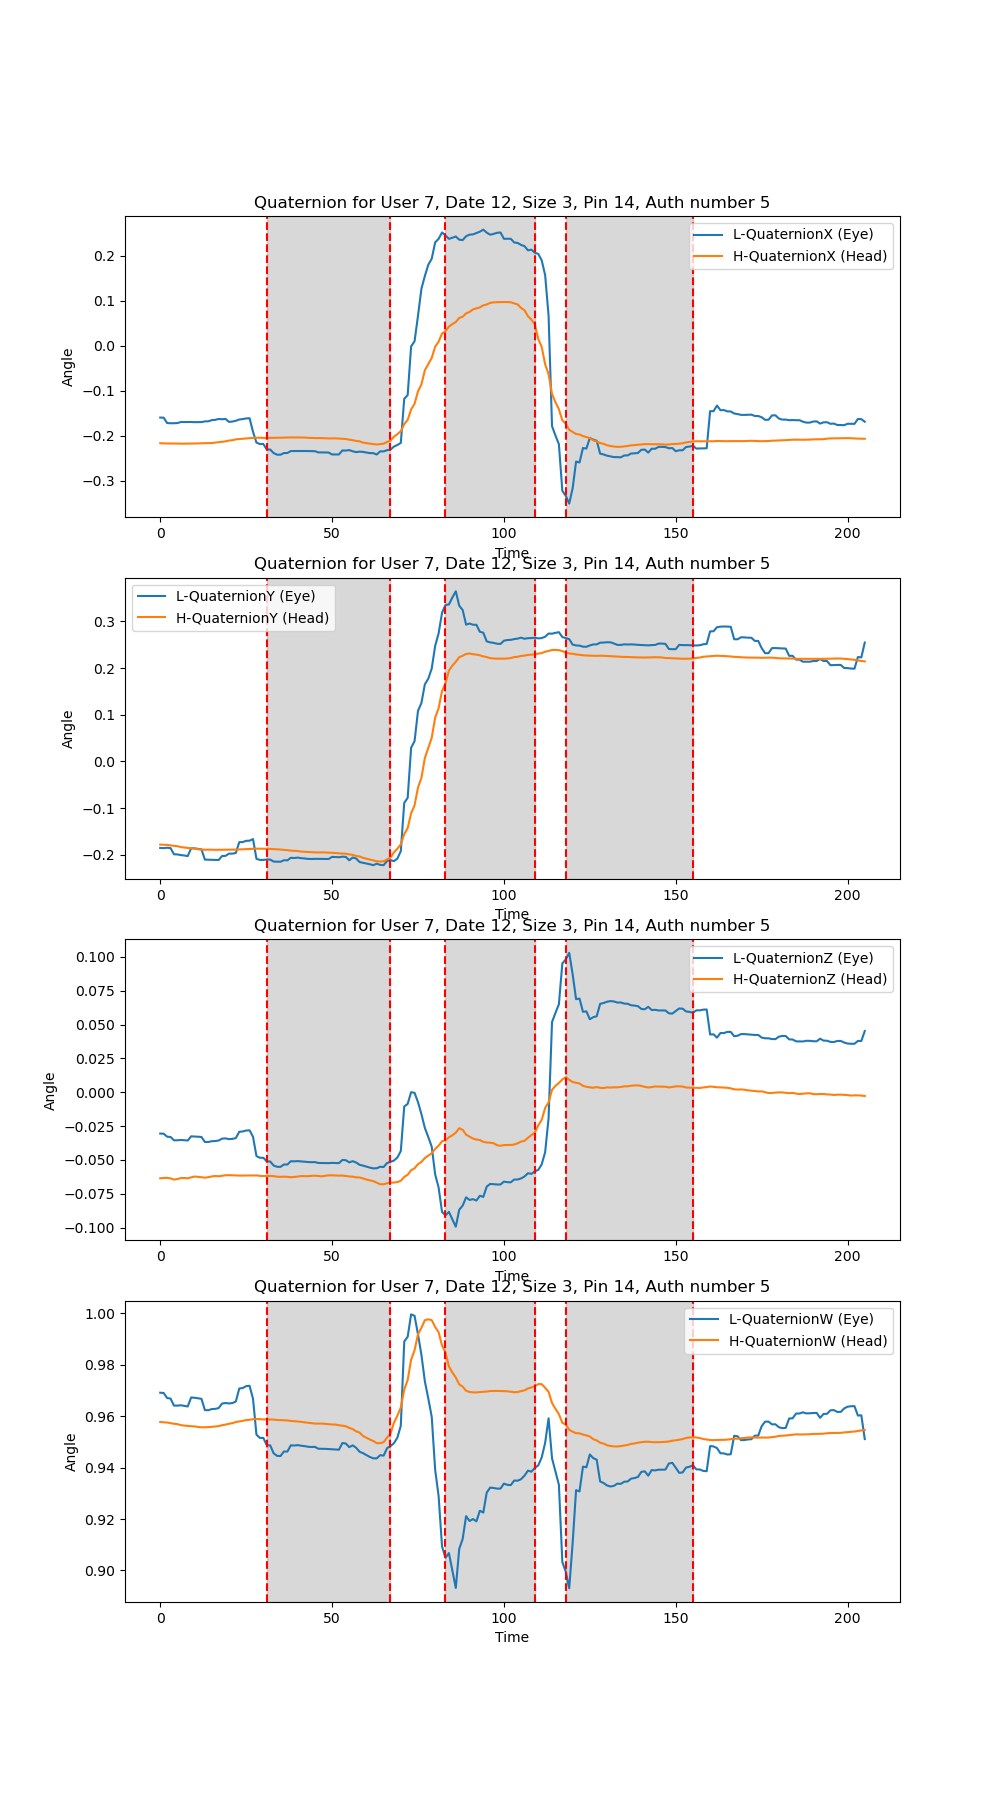 Quaternion for User 7, Date 12, Size 3, Pin 14, Auth number 5
L-QuaternionX (Eye)
H-QuaternionX (Head)
Angle
0.2
0.1
0.0
−0.1
−0.2
−0.3
0 50 100 150 200
Time
Quaternion for User 7, Date 12, Size 3, Pin 14, Auth number 5
L-QuaternionY (Eye)
H-QuaternionY (Head)
Angle
0.3
0.2
0.1
0.0
−0.1
−0.2
0 50 100 150 200
Time
Quaternion for User 7, Date 12, Size 3, Pin 14, Auth number 5
L-QuaternionZ (Eye)
H-QuaternionZ (Head)
Angle
0.100
0.075
0.050
0.025
0.000
−0.025
−0.050
−0.075
−0.100
0 50 100 150 200
Time
Quaternion for User 7, Date 12, Size 3, Pin 14, Auth number 5
L-QuaternionW (Eye)
H-QuaternionW (Head)
Angle
1.00
0.98
0.96
0.94
0.92
0.90
0 50 100 150 200
Time